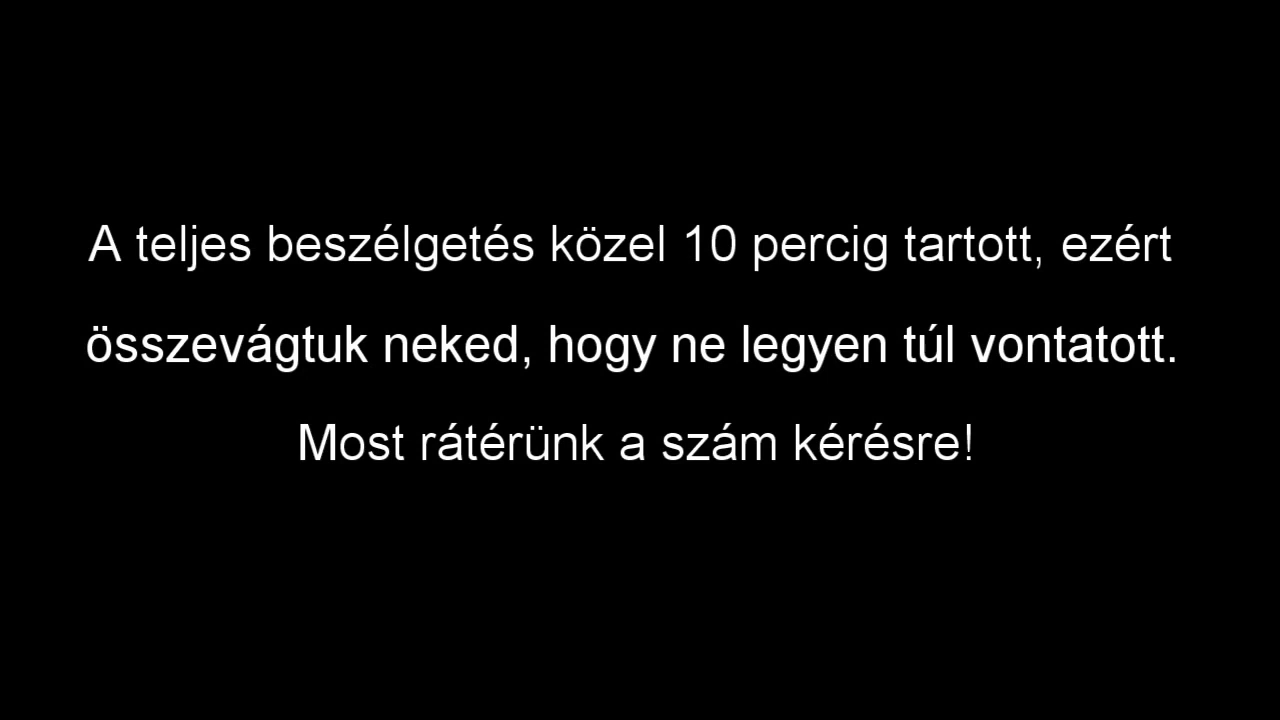 A teljes beszélgetés közel 10 percig tartott, ezért
összevágtuk neked, hogy ne legyen túl vontatott.
Most rátérünk a szám kérésre!